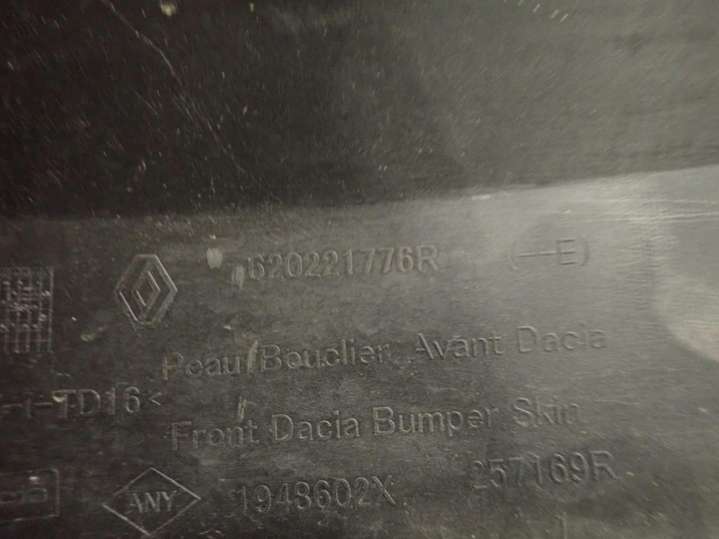 620221776R (--E)
Peau Bouclier Avant Dacia
-TD16<
Front Dacia Bumper Skin
ANY 1948602X 257169R